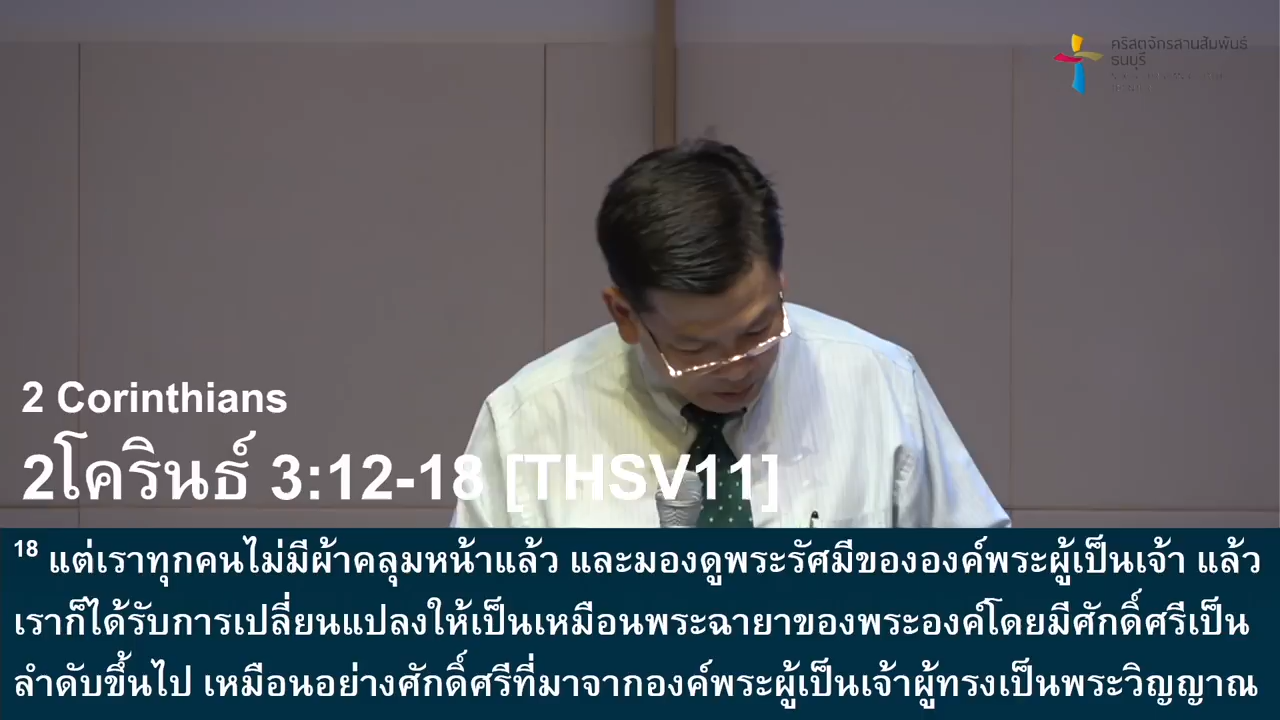 คริสตจักรสานสัมพันธ์
ธนบุรี
2 Corinthians
2โครินธ์ 3:12-18 [THSV11]
18 แต่เราทุกคนไม่มีผ้าคลุมหน้าแล้ว และมองดูพระรัศมีขององค์พระผู้เป็นเจ้า แล้ว
เราก็ได้รับการเปลี่ยนแปลงให้เป็นเหมือนพระฉายาของพระองค์โดยมีศักดิ์ศรีเป็น
ลำดับขึ้นไป เหมือนอย่างศักดิ์ศรีที่มาจากองค์พระผู้เป็นเจ้าผู้ทรงเป็นพระวิญญาณ